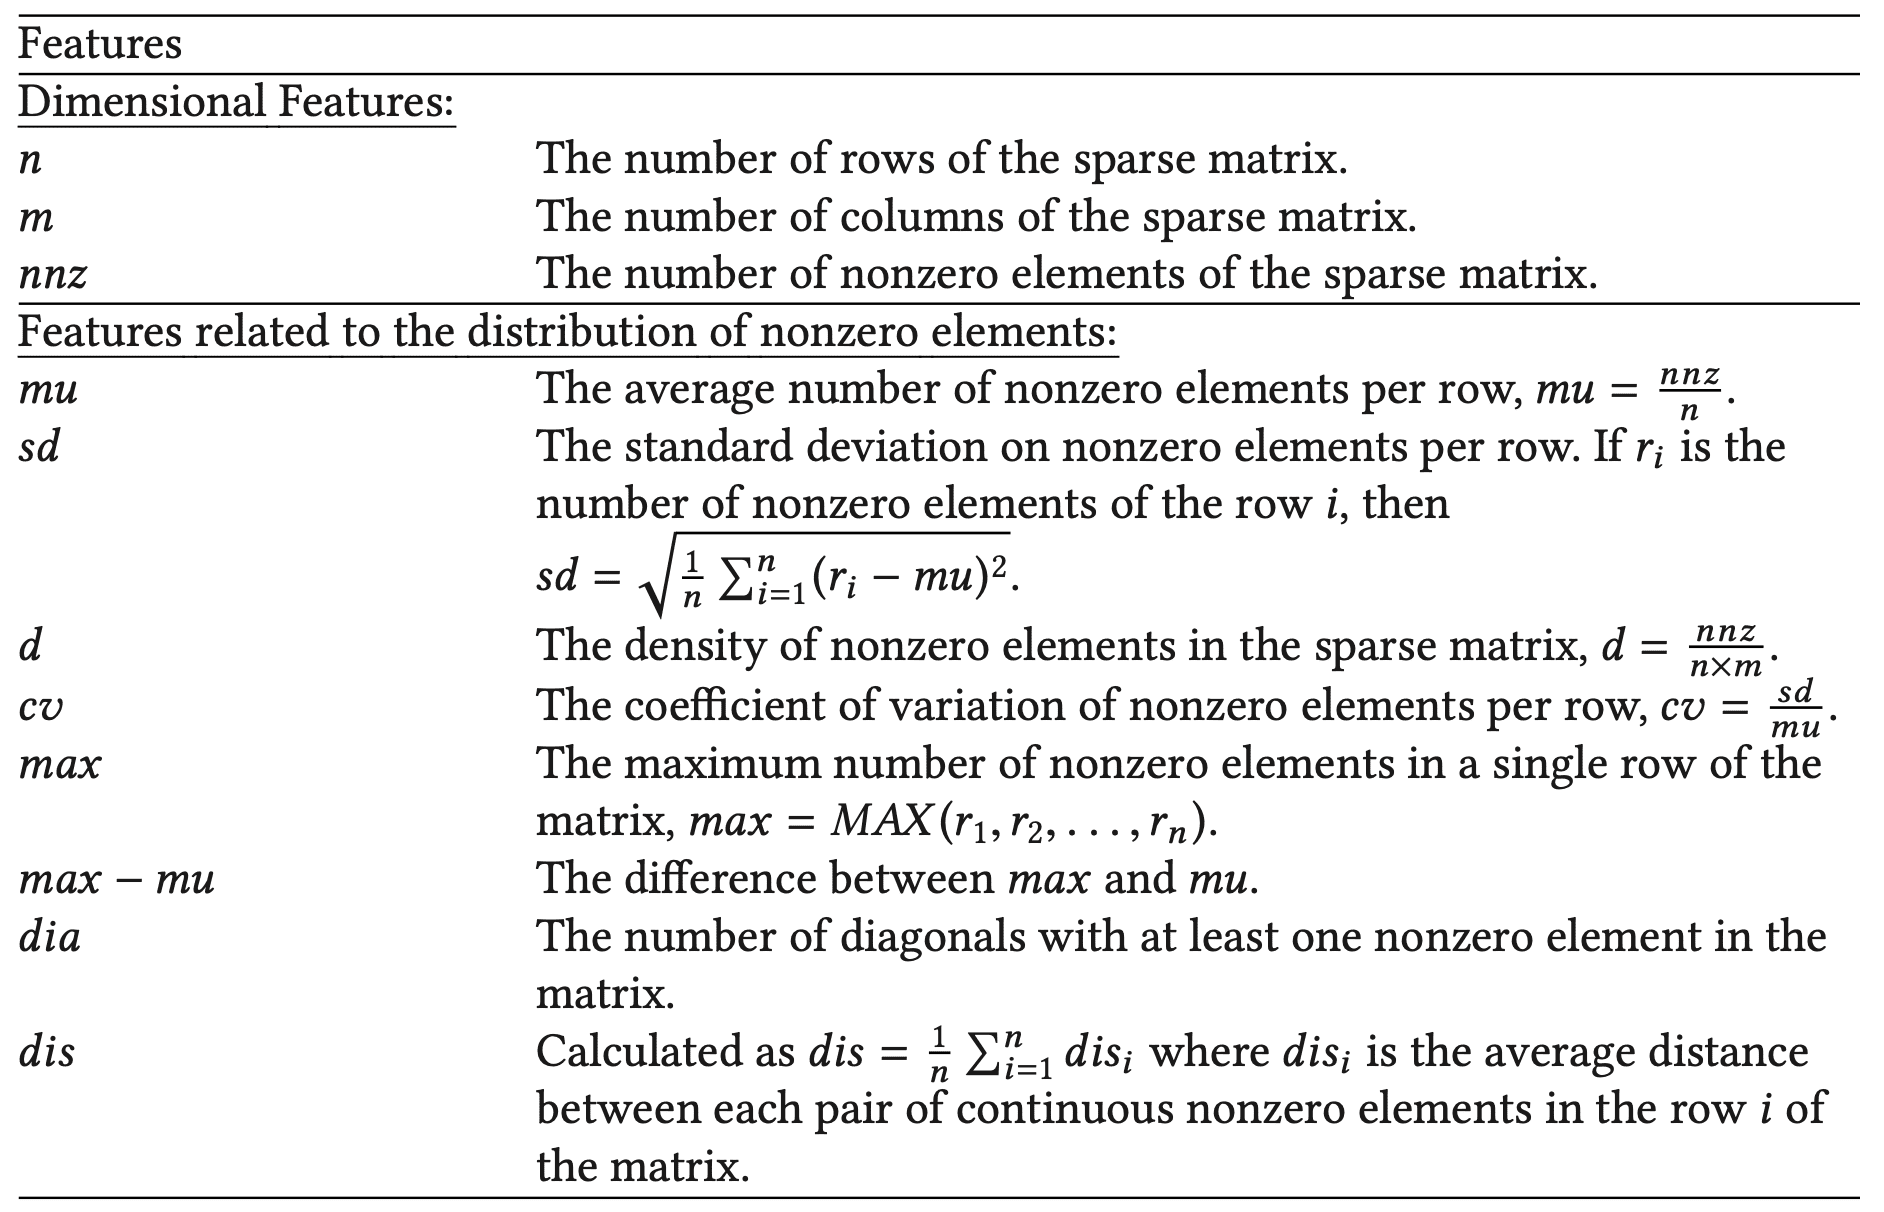 Features
Dimensional Features:
n The number of rows of the sparse matrix.
m The number of columns of the sparse matrix.
nnz The number of nonzero elements of the sparse matrix.
Features related to the distribution of nonzero elements:
mu The average number of nonzero elements per row, mu = \frac{nnz}{n}.
sd The standard deviation on nonzero elements per row. If r_i is the
number of nonzero elements of the row i, then
sd = \sqrt{\frac{1}{n} \sum_{i=1}^{n} (r_i − mu)^2}.
d The density of nonzero elements in the sparse matrix, d = \frac{nnz}{n×m}.
cv The coefficient of variation of nonzero elements per row, cv = \frac{sd}{mu}.
max The maximum number of nonzero elements in a single row of the
matrix, max = MAX(r_1, r_2, . . . , r_n).
max − mu The difference between max and mu.
dia The number of diagonals with at least one nonzero element in the
matrix.
dis Calculated as dis = \frac{1}{n} \sum_{i=1}^{n} dis_i where dis_i is the average distance
between each pair of continuous nonzero elements in the row i of
the matrix.